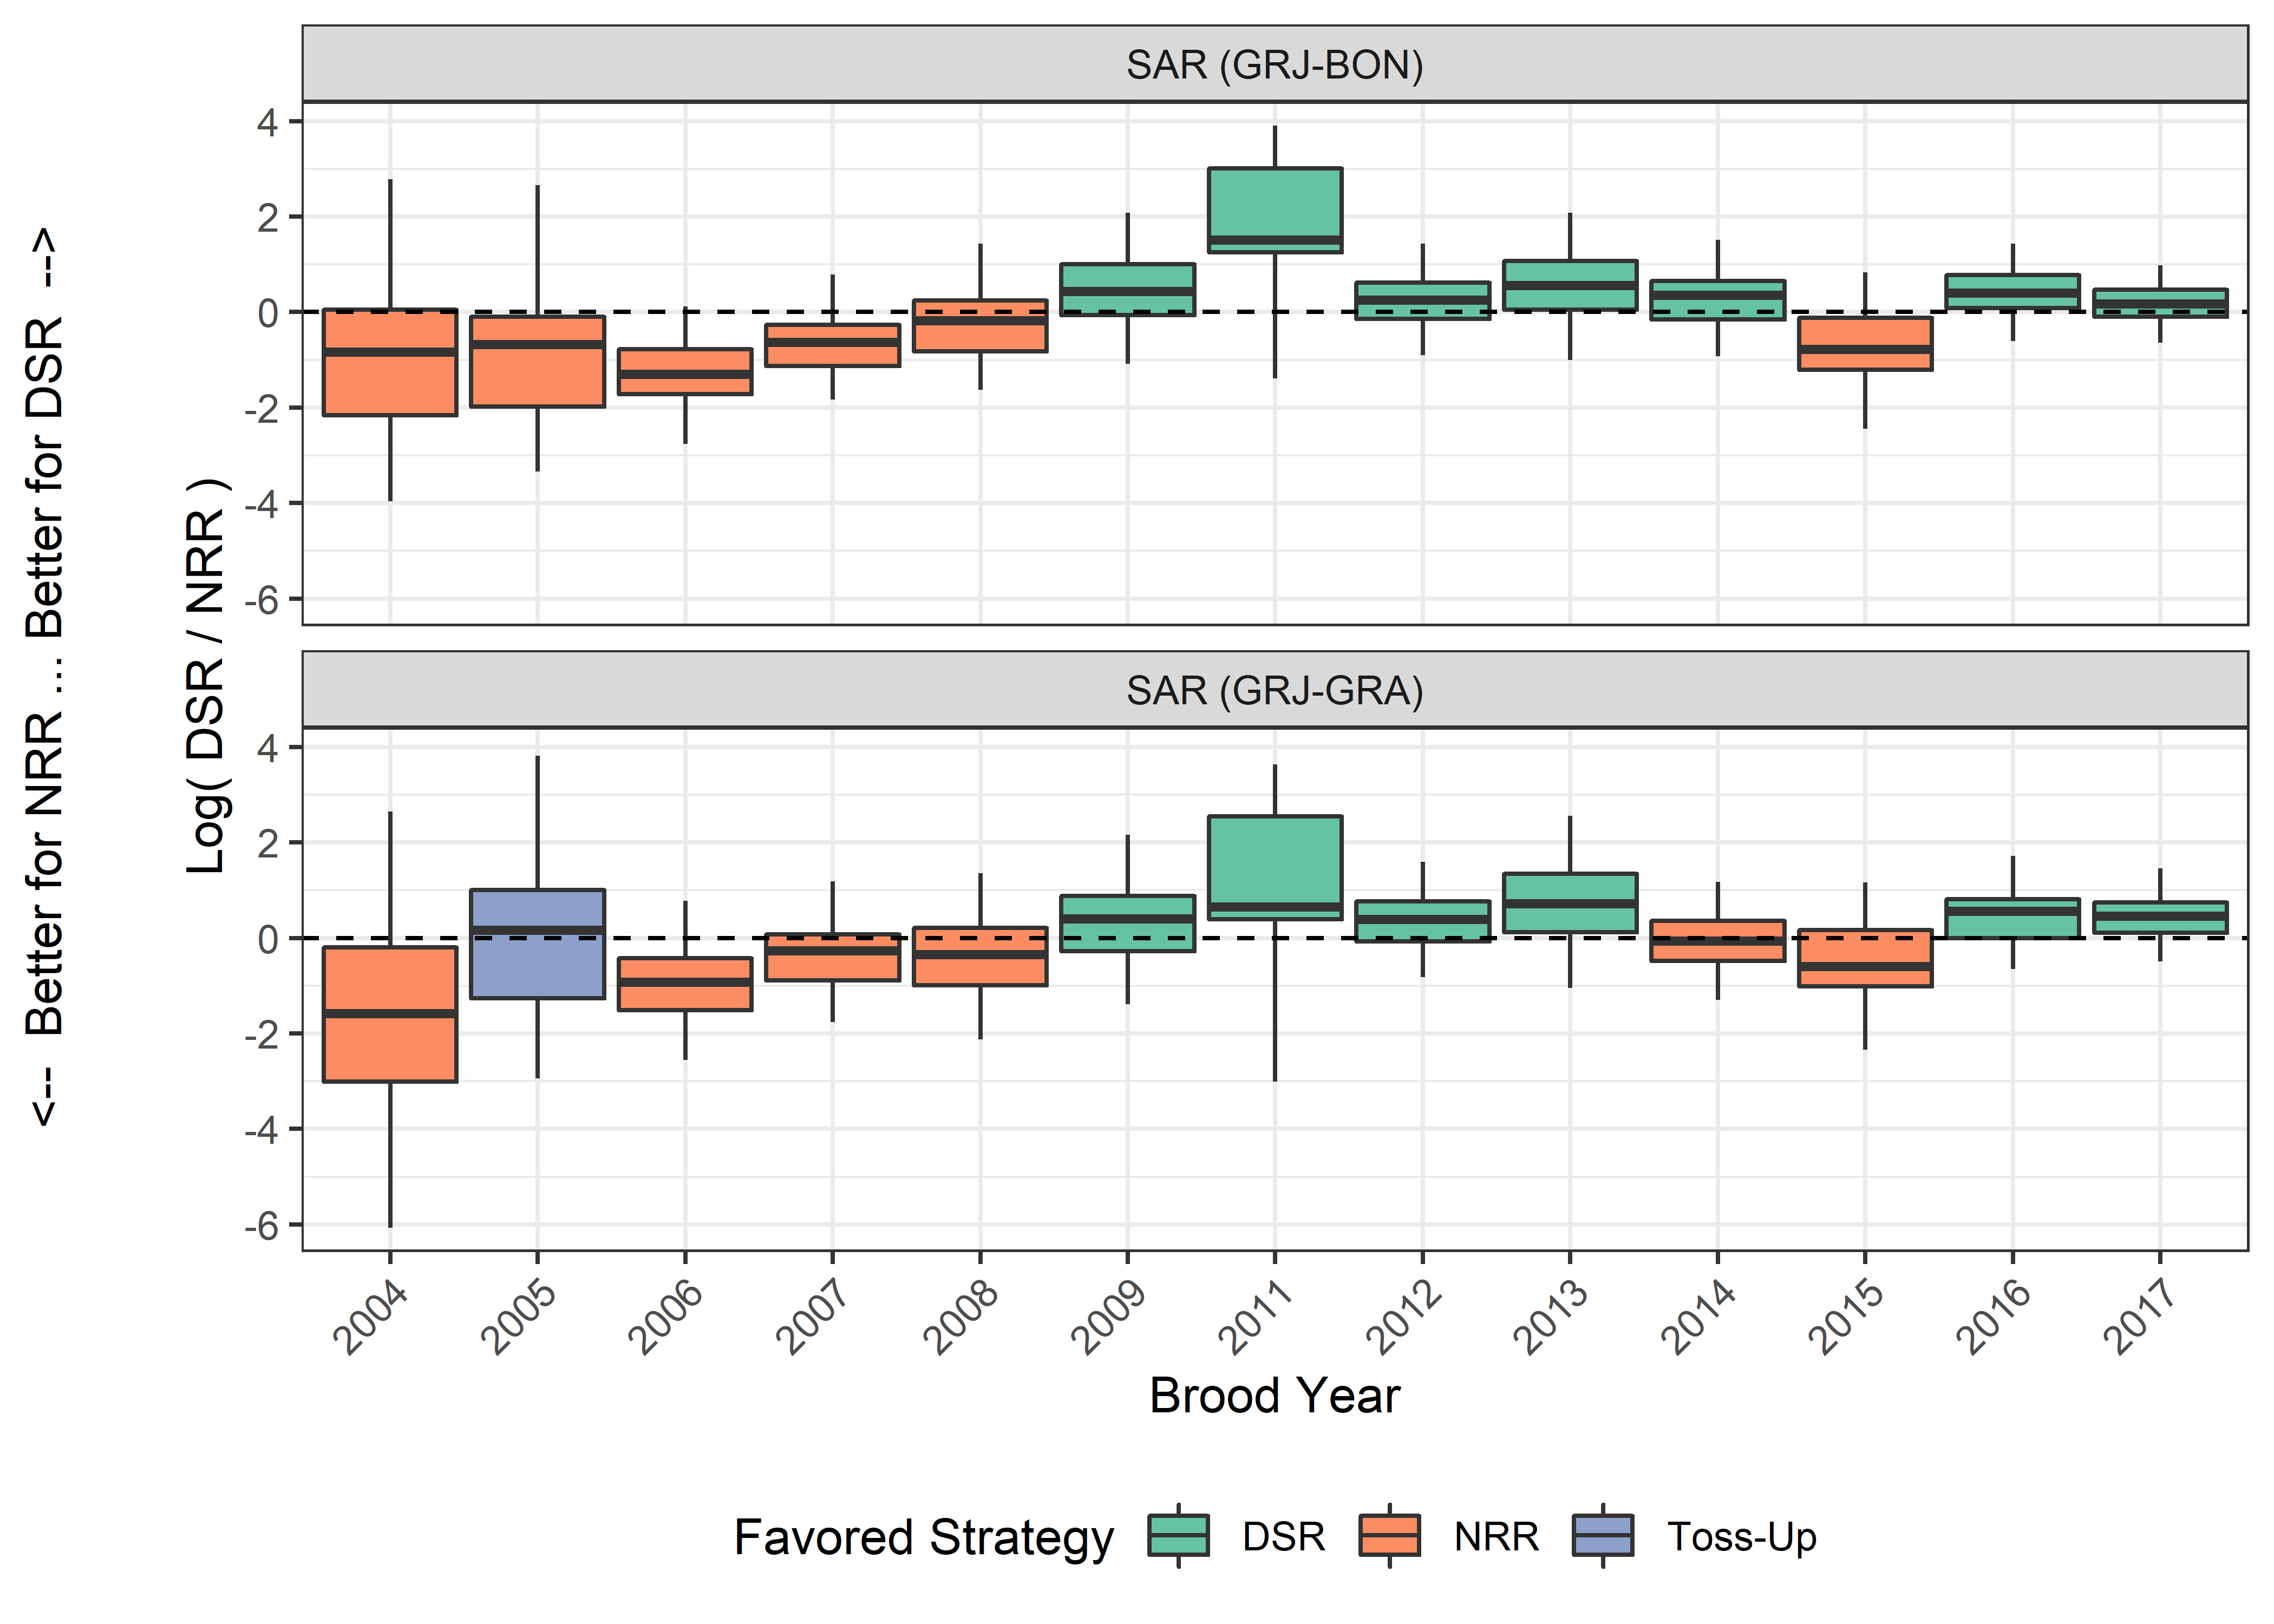 SAR (GRJ-BON)
4
2
0
-2
-4
-6
SAR (GRJ-GRA)
4
2
0
-2
-4
-6
<-- Better for NRR ... Better for DSR -->
Log( DSR / NRR )
2004 2005 2006 2007 2008 2009 2011 2012 2013 2014 2015 2016 2017
Brood Year
Favored Strategy DSR NRR Toss-Up